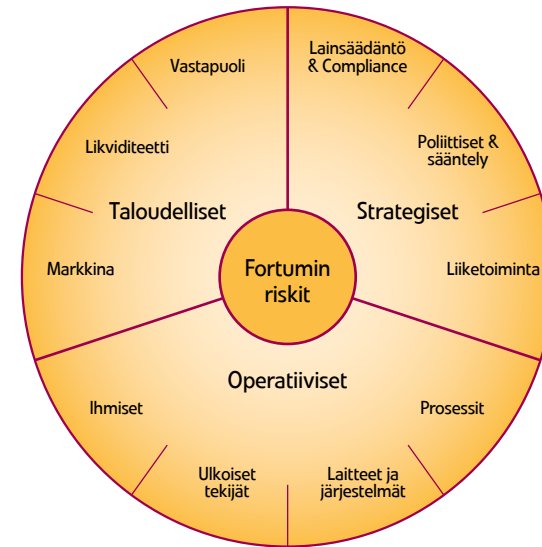 Vastapuoli
Lainsäädäntö
& Compliance
Likviditeetti
Poliittiset &
sääntely
Taloudelliset
Strategiset
Markkina
Fortumin
riskit
Liiketoiminta
Operatiiviset
Ihmiset
Prosessit
Ulkoiset
tekijät
Laitteet ja
järjestelmät